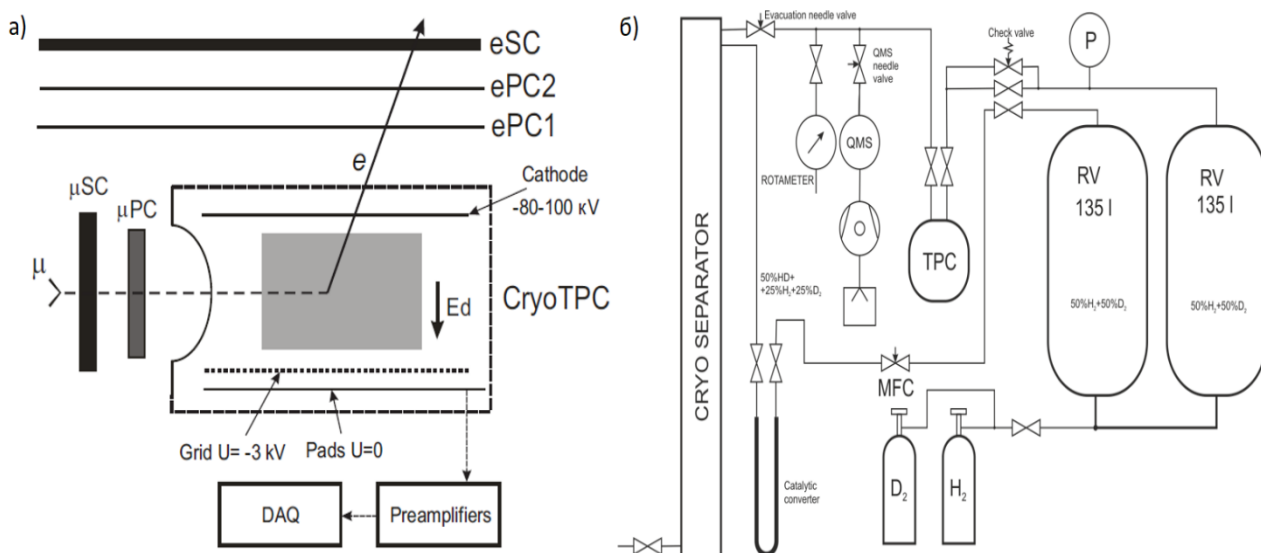 а)
eSC
ePC2
ePC1
e
μSC
μPC
μ
Cathode
-80-100 кV
CryoTPC
Ed
Grid U= -3 kV
Pads U=0
DAQ
Preamplifiers
б)
Evacuation needle valve
QMS
needle
valve
Check valve
P
CRYO SEPARATOR
ROTAMETER
QMS
TPC
RV
135 l
RV
135 l
50%HD+
+25%H₂+25%D₂
50%H₂+50%D₂
50%H₂+50%D₂
MFC
Catalytic
converter
D₂
H₂